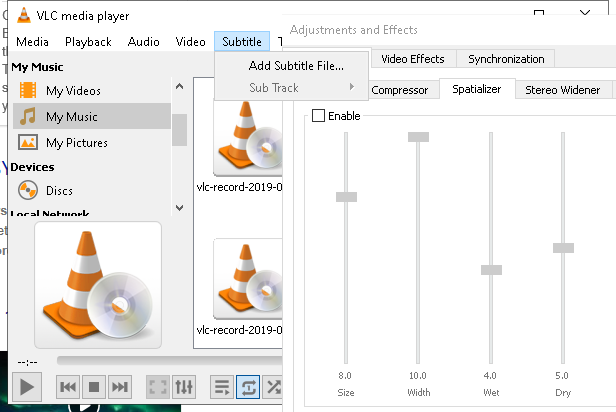 VLC media player
Adjustments and Effects
Media Playback Audio Video Subtitle
Video Effects Synchronization
Add Subtitle File...
Sub Track
Compressor Spatializer Stereo Widener
Enable
My Music
My Videos
My Music
My Pictures
Devices
Discs
Local Network
vlc-record-2019-0
vlc-record-2019-0
--:--
8.0 10.0 4.0 5.0
Size Width Wet Dry